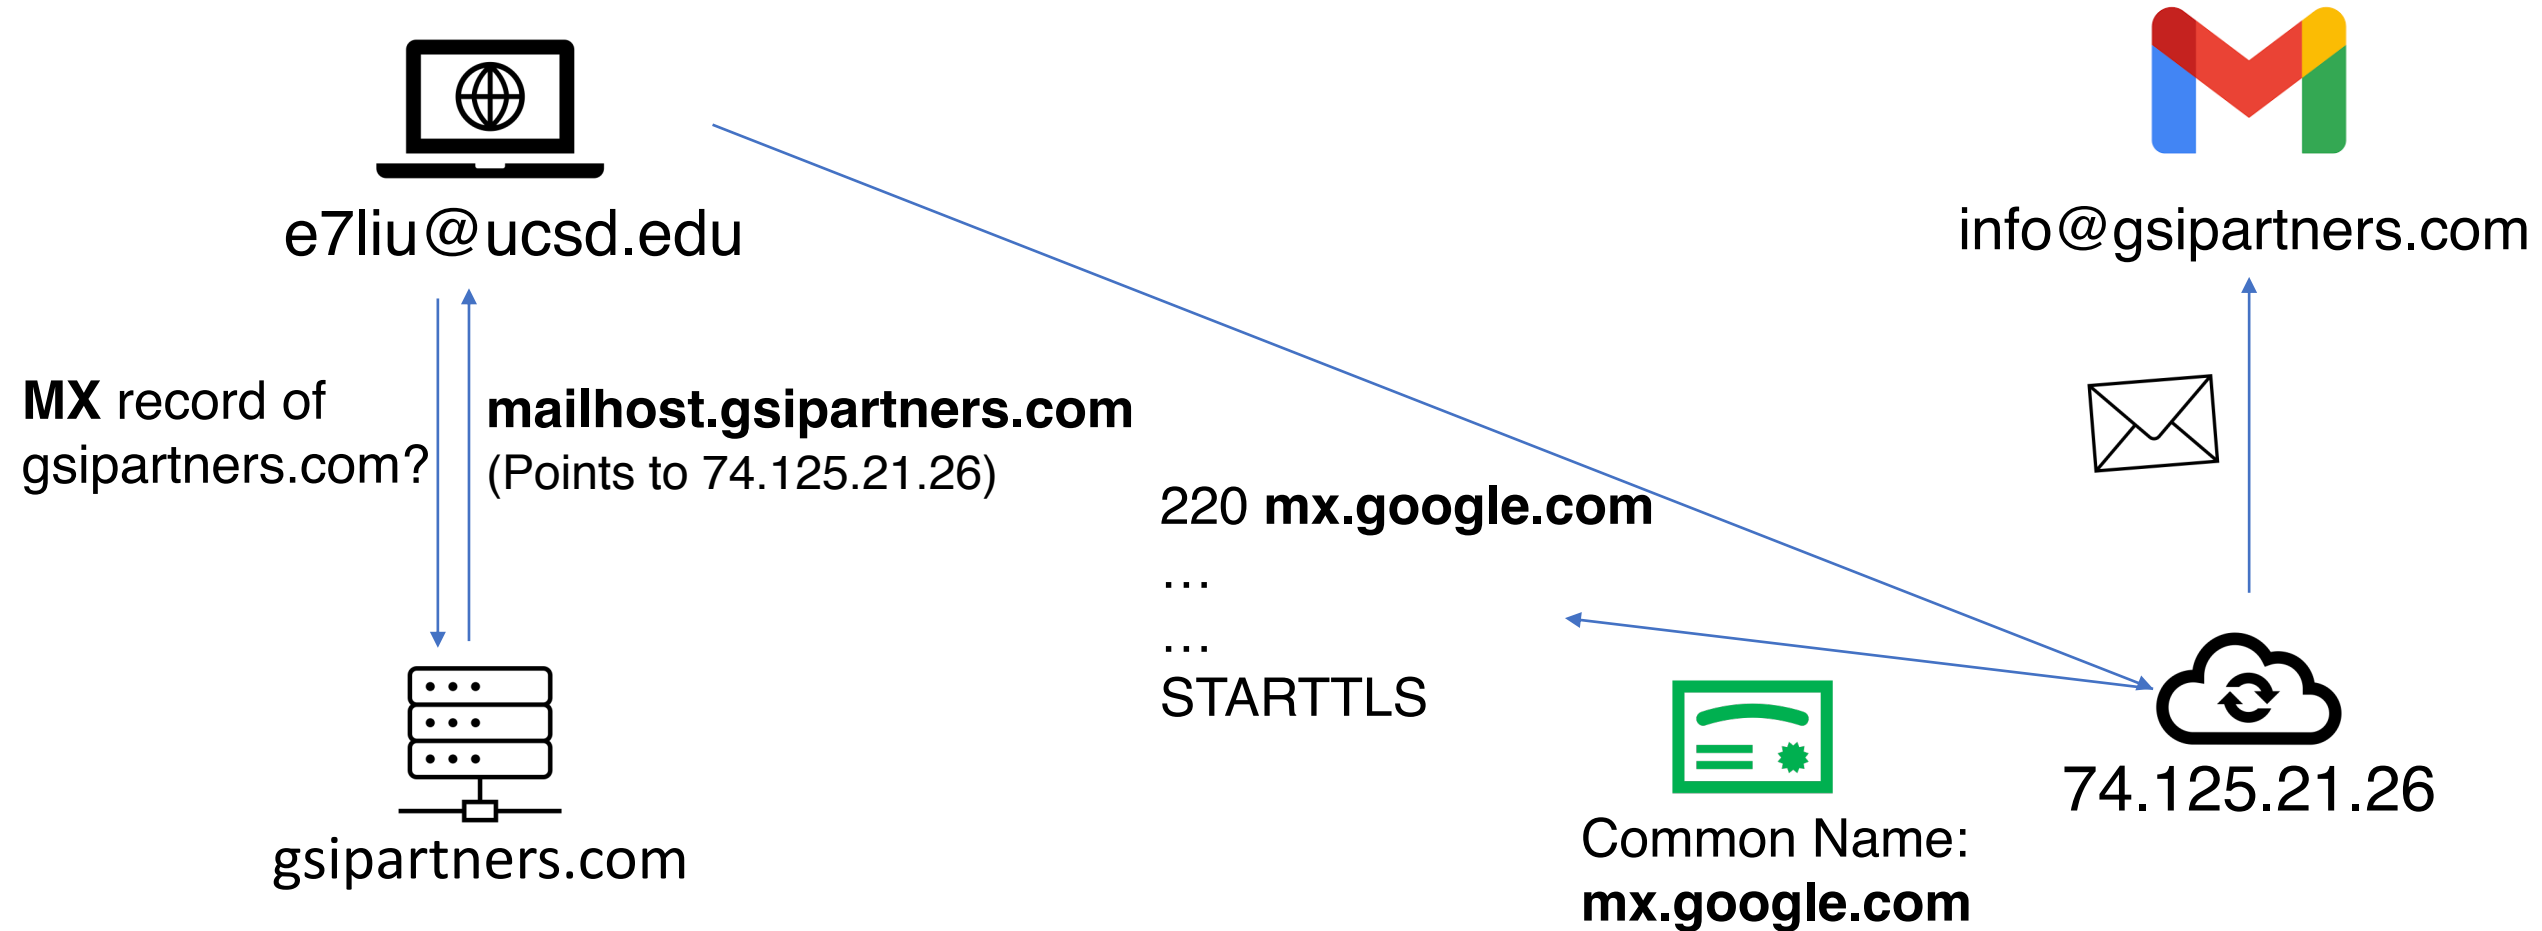 e7liu@ucsd.edu
info@gsipartners.com
MX record of
gsipartners.com?
mailhost.gsipartners.com
(Points to 74.125.21.26)
220 mx.google.com
…
…
STARTTLS
74.125.21.26
gsipartners.com
Common Name:
mx.google.com